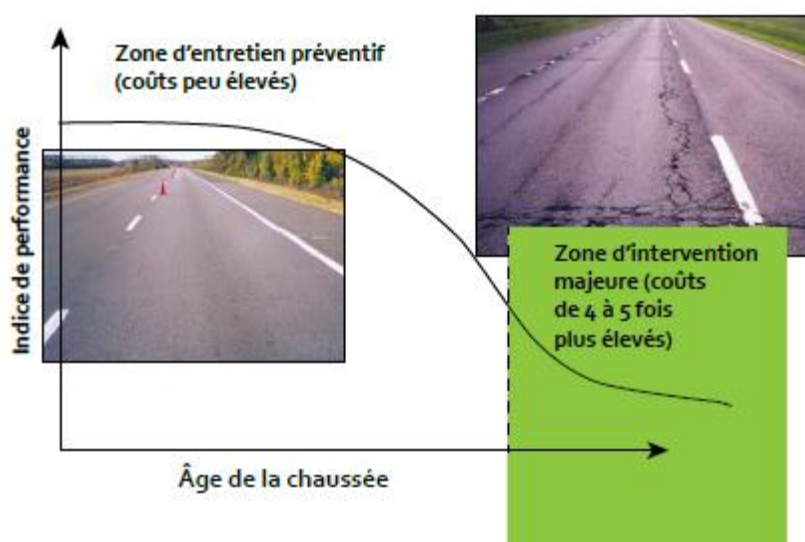 Zone d'entretien préventif
(coûts peu élevés)
Indice de performance
Zone d'intervention
majeure (coûts
de 4 à 5 fois
plus élevés)
Âge de la chaussée